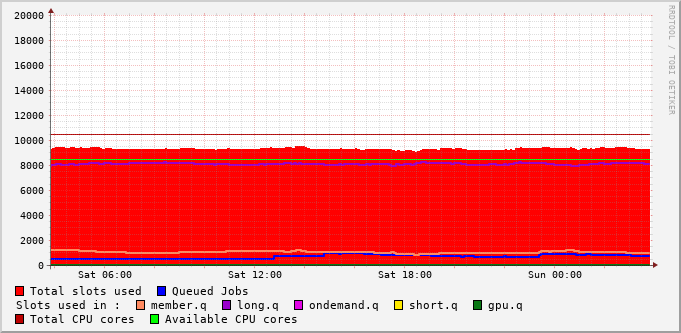 20000
18000
16000
14000
12000
10000
8000
6000
4000
2000
0
Sat 06:00 Sat 12:00 Sat 18:00 Sun 00:00
Total slots used Queued Jobs
Slots used in : member.q long.q ondemand.q short.q gpu.q
Total CPU cores Available CPU cores
RRDTOOL / TOBI OETIKER